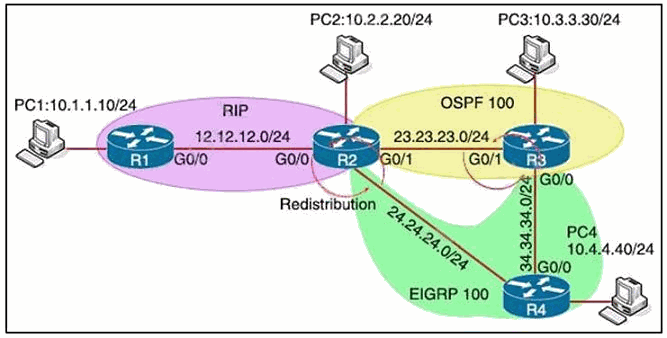 PC2:10.2.2.20/24
PC3:10.3.3.30/24
PC1:10.1.1.10/24
RIP
OSPF 100
12.12.12.0/24
23.23.23.0/24
R1
G0/0
G0/0
R2
G0/1
G0/1
R3
G0/0
Redistribution
24.24.24.0/24
34.34.34.0/24
PC4
10.4.4.40/24
G0/0
EIGRP 100
R4